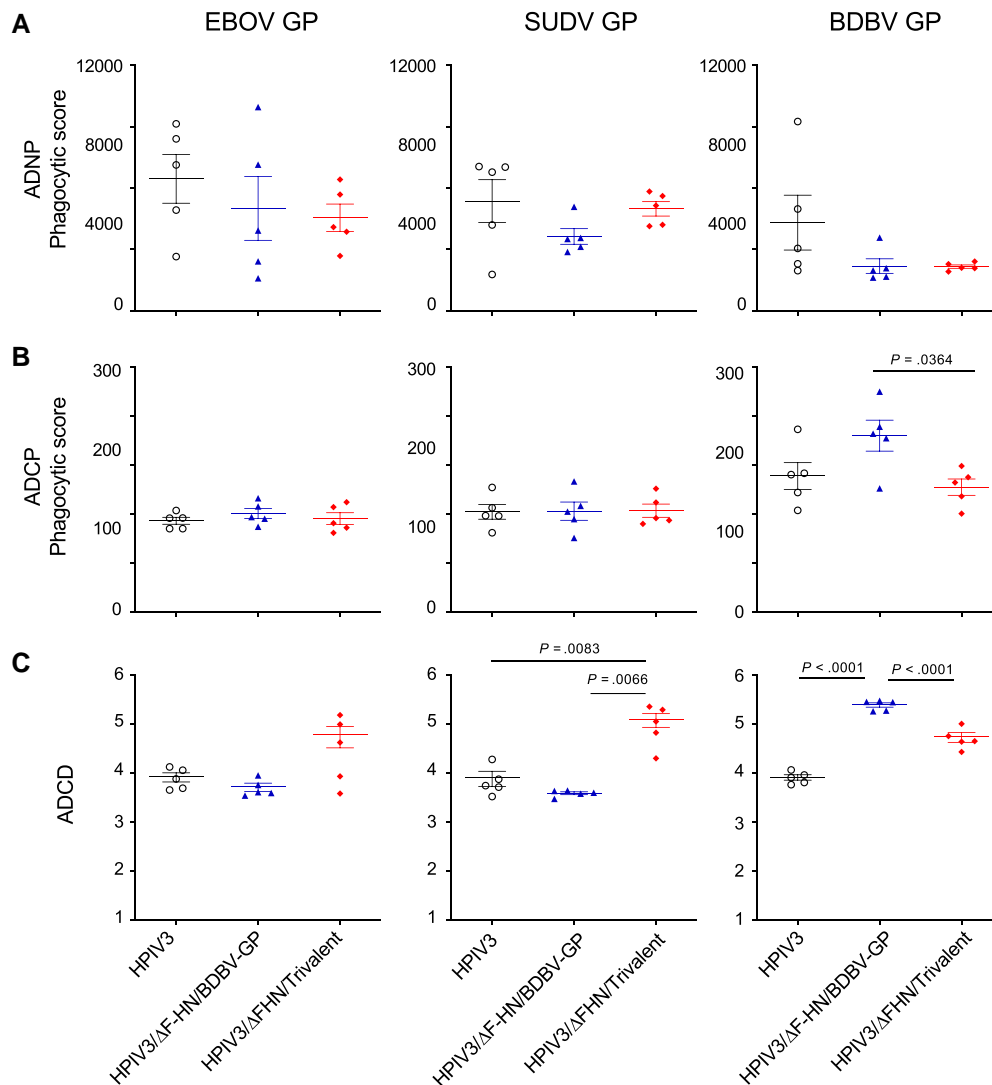 A
EBOV GP
SUDV GP
BDBV GP
ADNP
Phagocytic score
12000
8000
4000
0
12000
8000
4000
0
12000
8000
4000
0
B
ADCP
Phagocytic score
300
200
100
0
300
200
100
0
300
200
100
0
P = .0364
C
ADCD
6
5
4
3
2
1
6
5
4
3
2
1
P = .0083
P = .0066
6
5
4
3
2
1
P < .0001
P < .0001
HPIV3
HPIV3/ΔF-HN/BDBV-GP
HPIV3/ΔFHN/Trivalent
HPIV3
HPIV3/ΔF-HN/BDBV-GP
HPIV3/ΔFHN/Trivalent
HPIV3
HPIV3/ΔF-HN/BDBV-GP
HPIV3/ΔFHN/Trivalent